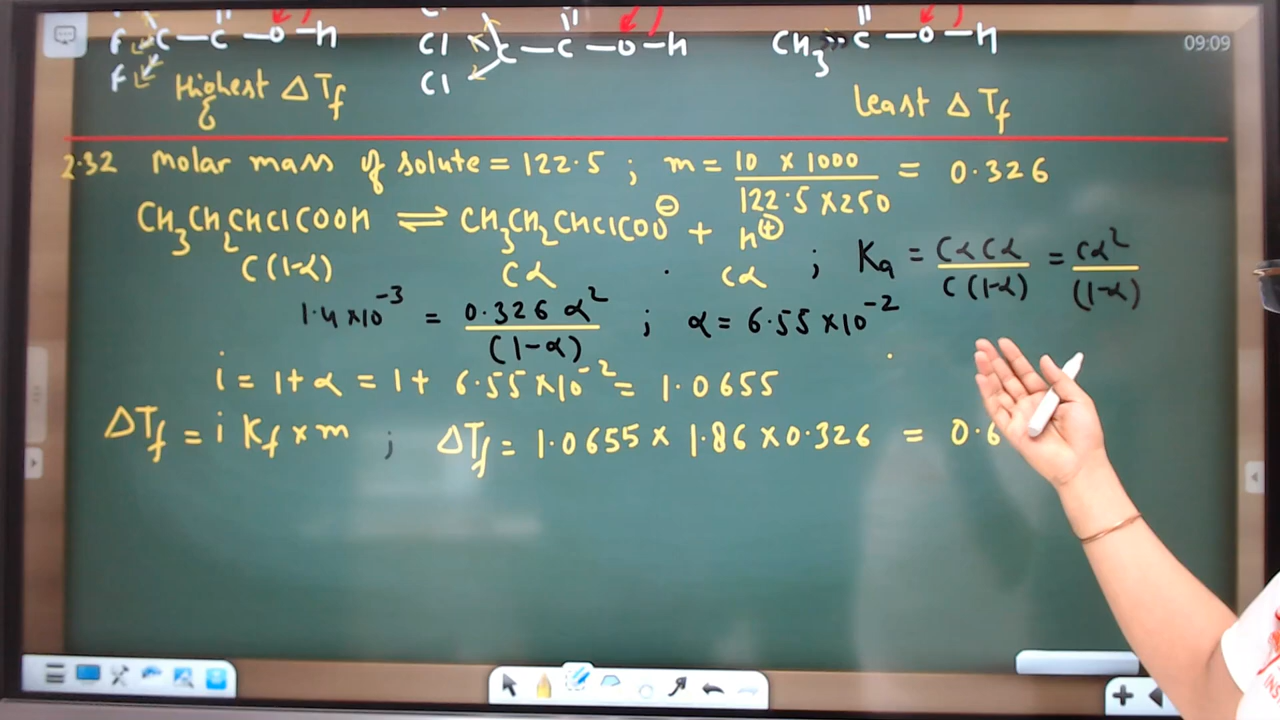 F C – C – O – H
F
Cl C – C – O – H
Cl
CH₃ C – O – H
09:09
Highest ΔTf
Least ΔTf
2.32 Molar mass of solute = 122.5 ; m = (10 × 1000)/(122.5 × 250) = 0.326
CH₃CH₂CHClCOOH ⇌ CH₃CH₂CHClCOO⊖ + H⊕
C(1-α) Cα Cα ; Ka = (Cα Cα)/(C(1-α)) = Cα²/(1-α)
1.4 × 10⁻³ = 0.326 α²/(1-α) ; α = 6.55 × 10⁻²
i = 1 + α = 1 + 6.55 × 10⁻² = 1.0655
ΔTf = i Kf × m ; ΔTf = 1.0655 × 1.86 × 0.326 = 0.6